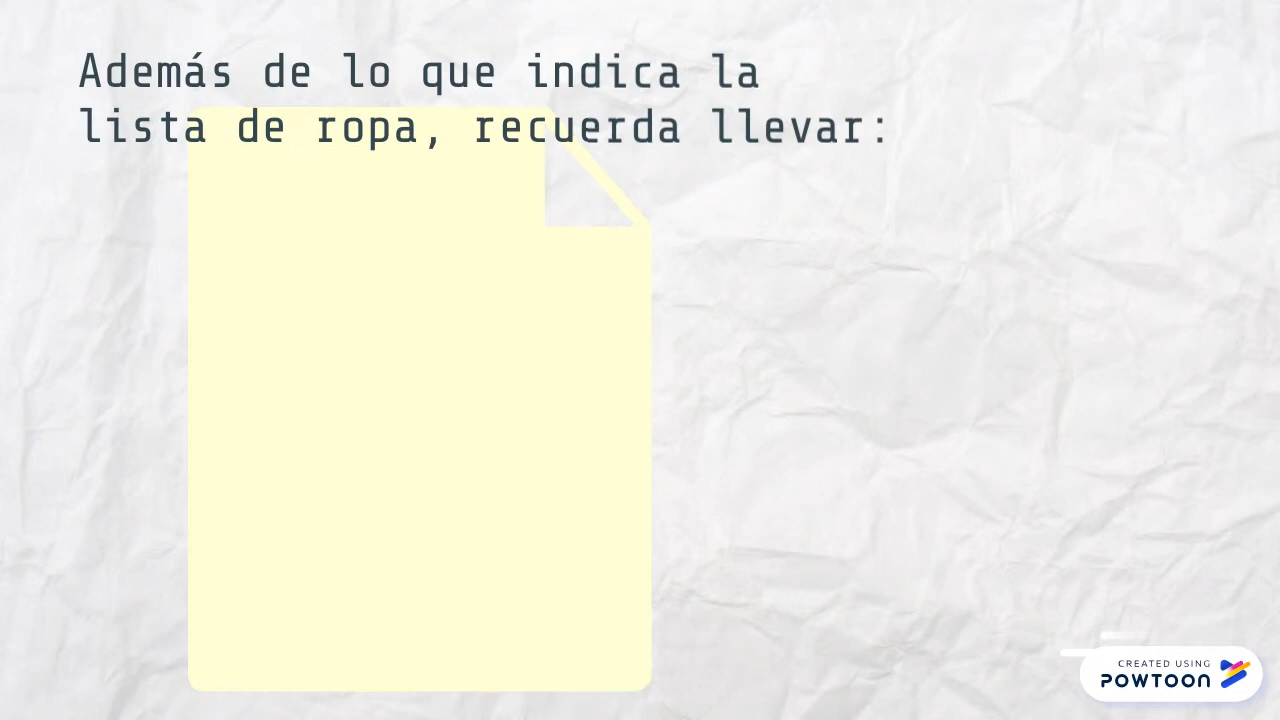 Además de lo que indica la
lista de ropa, recuerda llevar:
CREATED USING
POWTOON